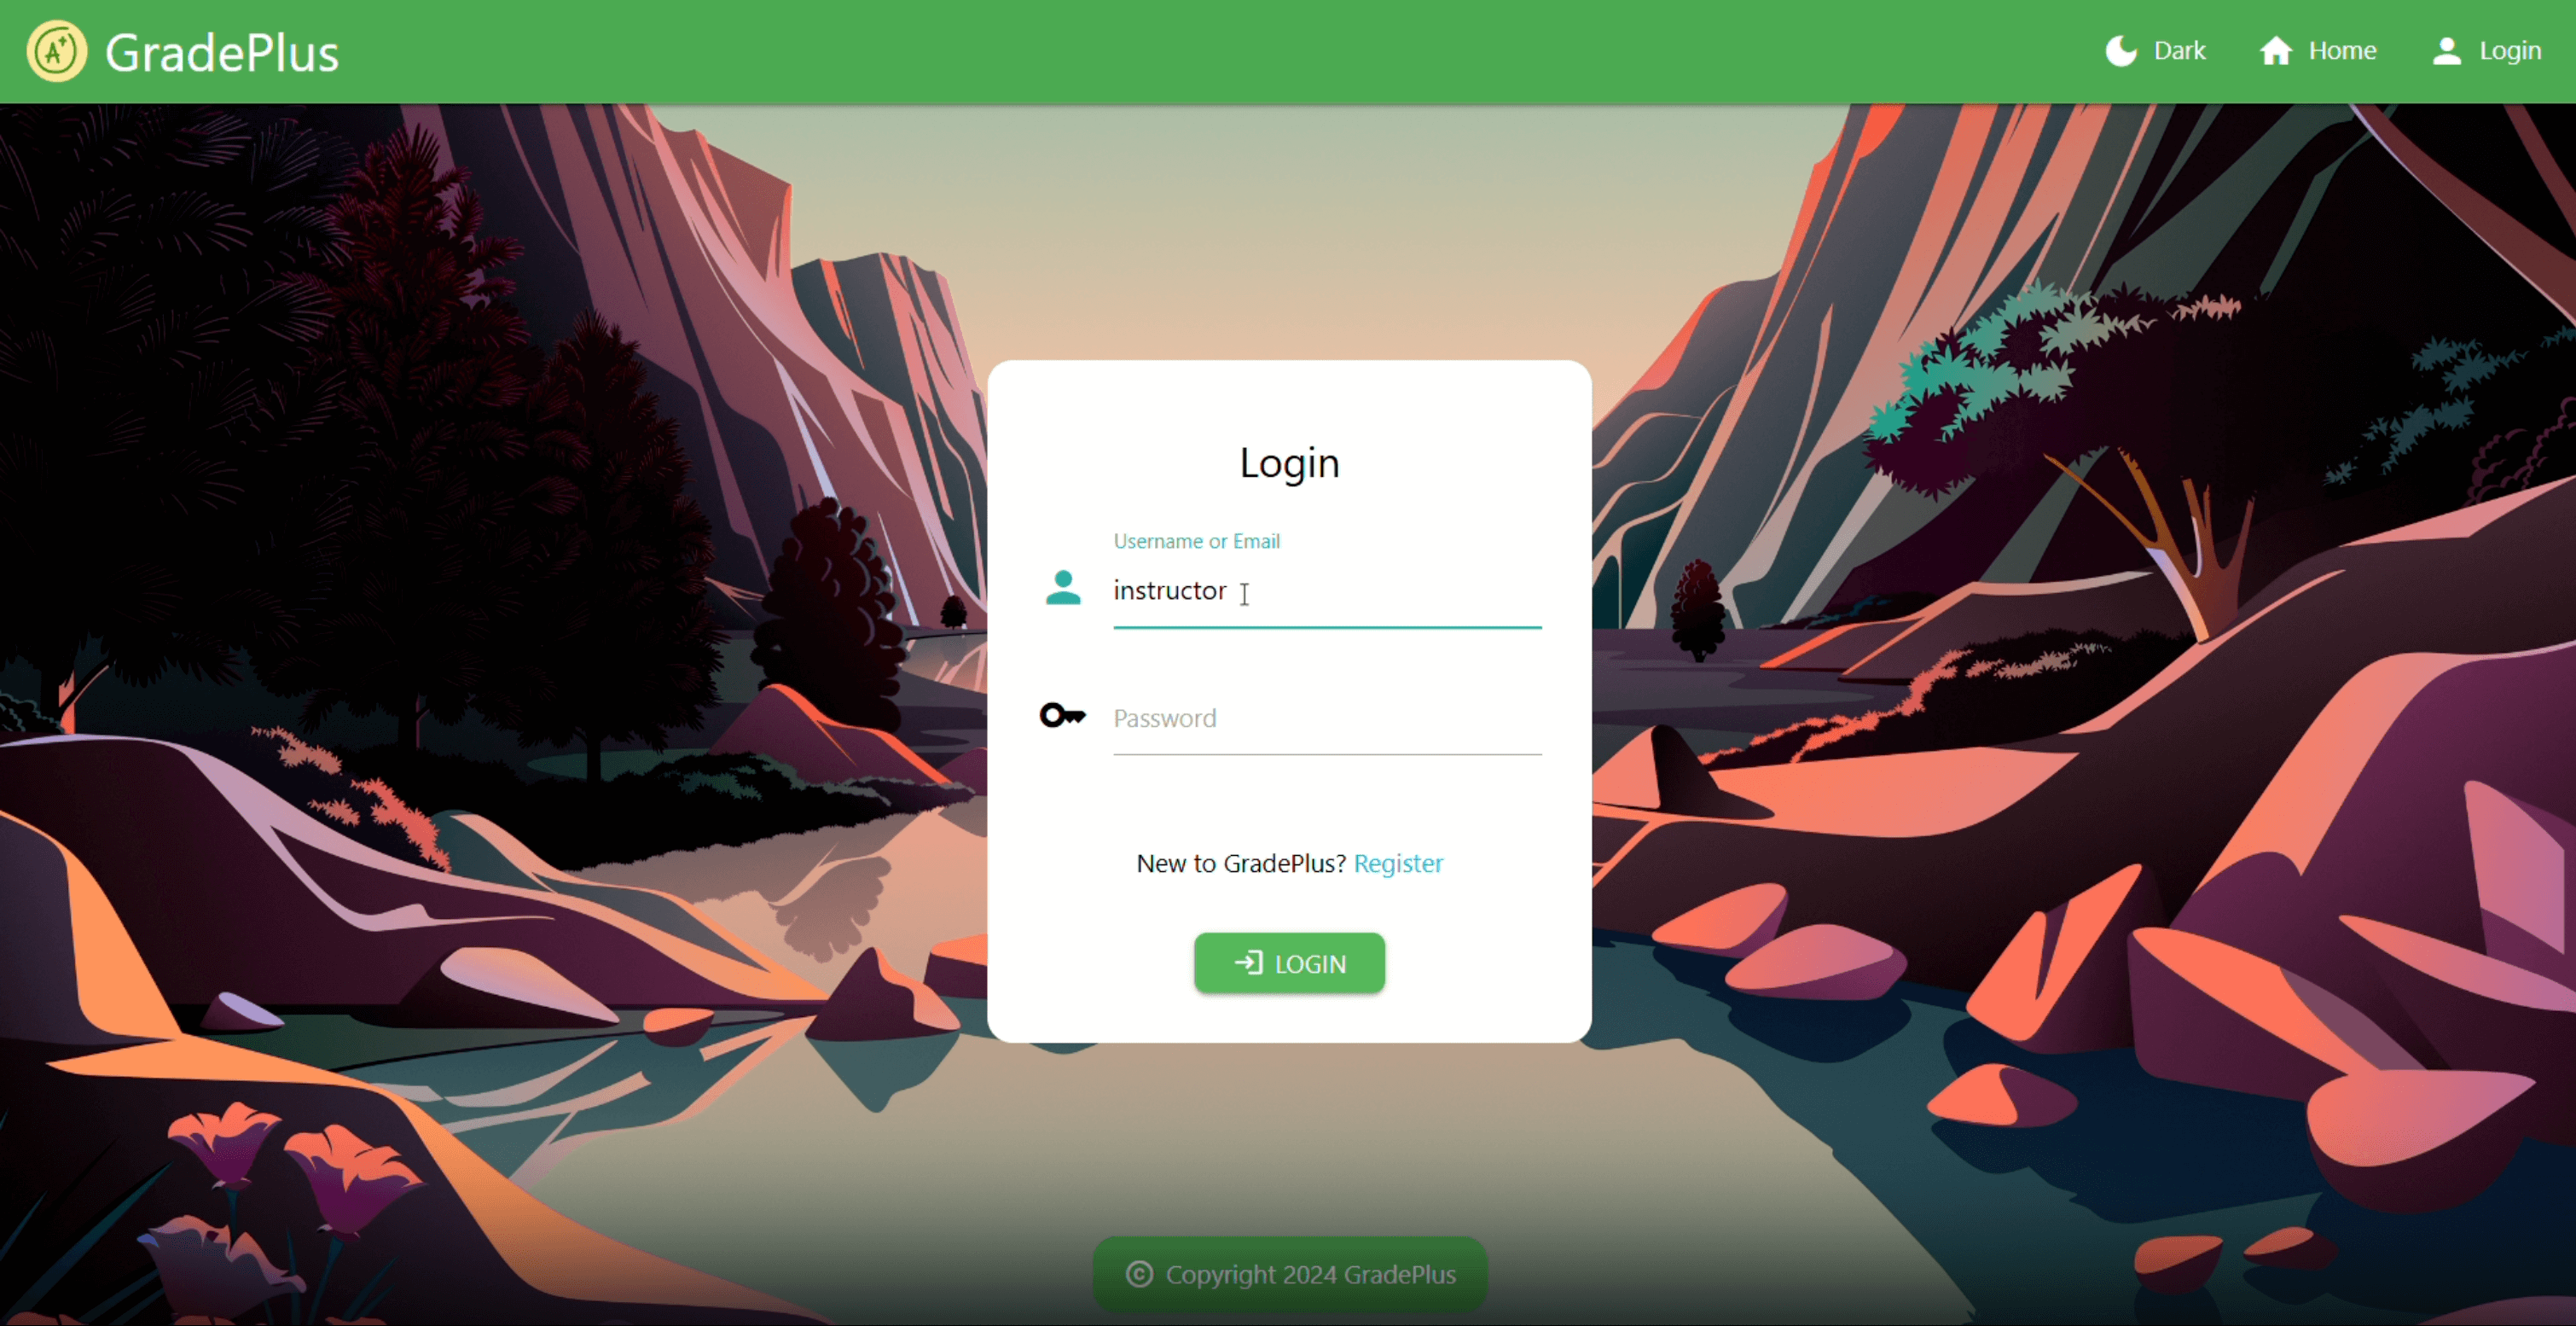 A+ GradePlus
Dark
Home
Login
Login
Username or Email
instructor
Password
New to GradePlus? Register
LOGIN
© Copyright 2024 GradePlus